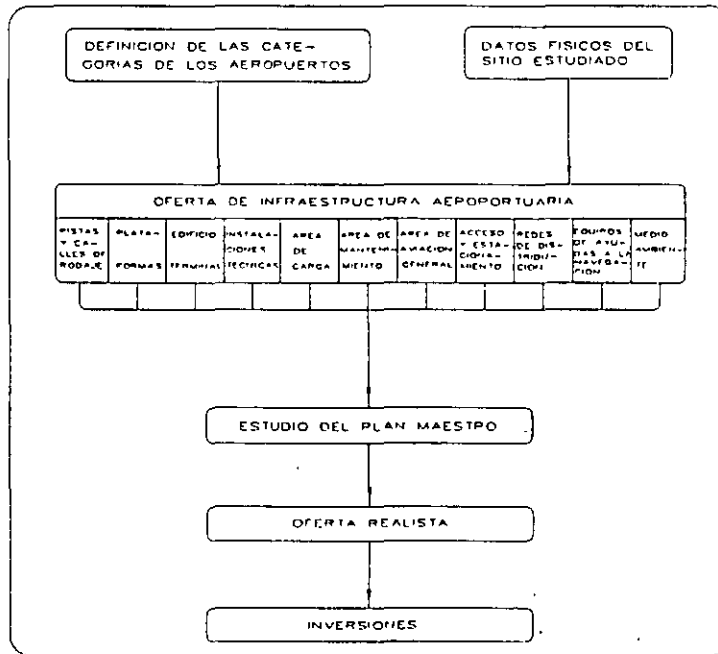 DEFINICION DE LAS CATE-
GORIAS DE LOS AEROPUERTOS
DATOS FISICOS DEL
SITIO ESTUDIADO
OFERTA DE INFRAESTRUCTURA AEROPORTUARIA
PISTAS
Y CA-
LLES DE
RODAJE
PLATA-
FORMAS
EDIFICIO
TERMINAL
INSTALA-
CIONES
TECNICAS
AREA
DE
CARGA
AREA DE
MANTENI-
MIENTO
AREA DE
AVIACION
GENERAL
ACCESO
Y ESTA-
CIONA-
MIENTO
REDES
DE DIS-
TRIBU-
CION
EQUIPOS
DE AYU-
DAS A LA
NAVEGA-
CION
MEDIO
AMBIEN-
TE
ESTUDIO DEL PLAN MAESTRO
OFERTA REALISTA
INVERSIONES